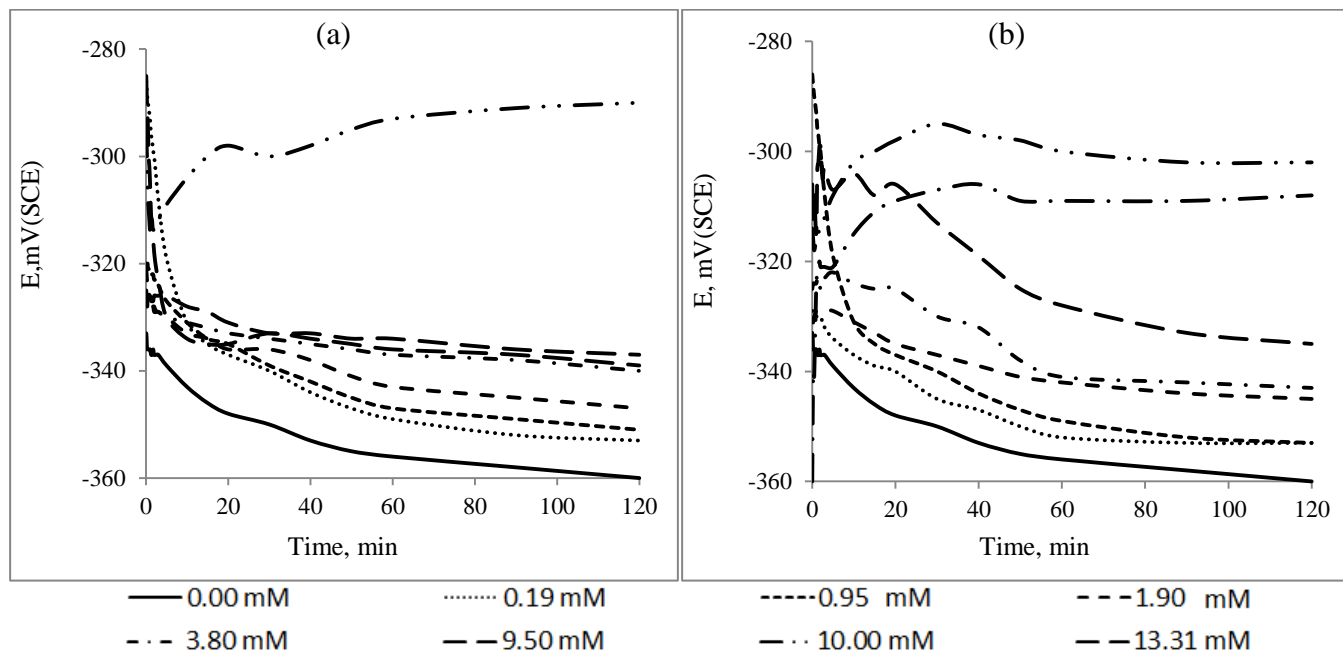 (a)
-280
-300
-320
-340
-360
E,mV(SCE)
0 20 40 60 80 100 120
Time, min
(b)
-280
-300
-320
-340
-360
E, mV(SCE)
0 20 40 60 80 100 120
Time, min
0.00 mM 0.19 mM 0.95 mM 1.90 mM
3.80 mM 9.50 mM 10.00 mM 13.31 mM